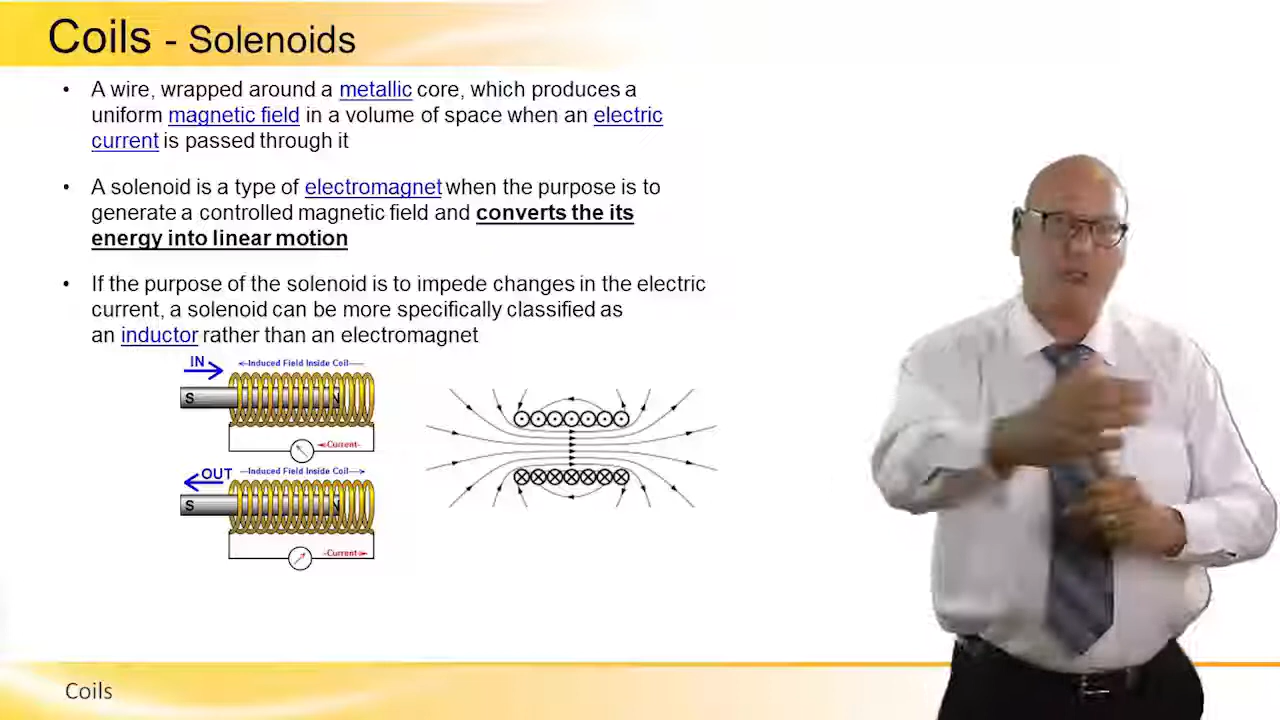 Coils - Solenoids
• A wire, wrapped around a metallic core, which produces a
uniform magnetic field in a volume of space when an electric
current is passed through it
• A solenoid is a type of electromagnet when the purpose is to
generate a controlled magnetic field and converts the its
energy into linear motion
• If the purpose of the solenoid is to impede changes in the electric
current, a solenoid can be more specifically classified as
an inductor rather than an electromagnet
IN
Induced Field Inside Coil
S N
Current
OUT
Induced Field Inside Coil
S N
Current
Coils